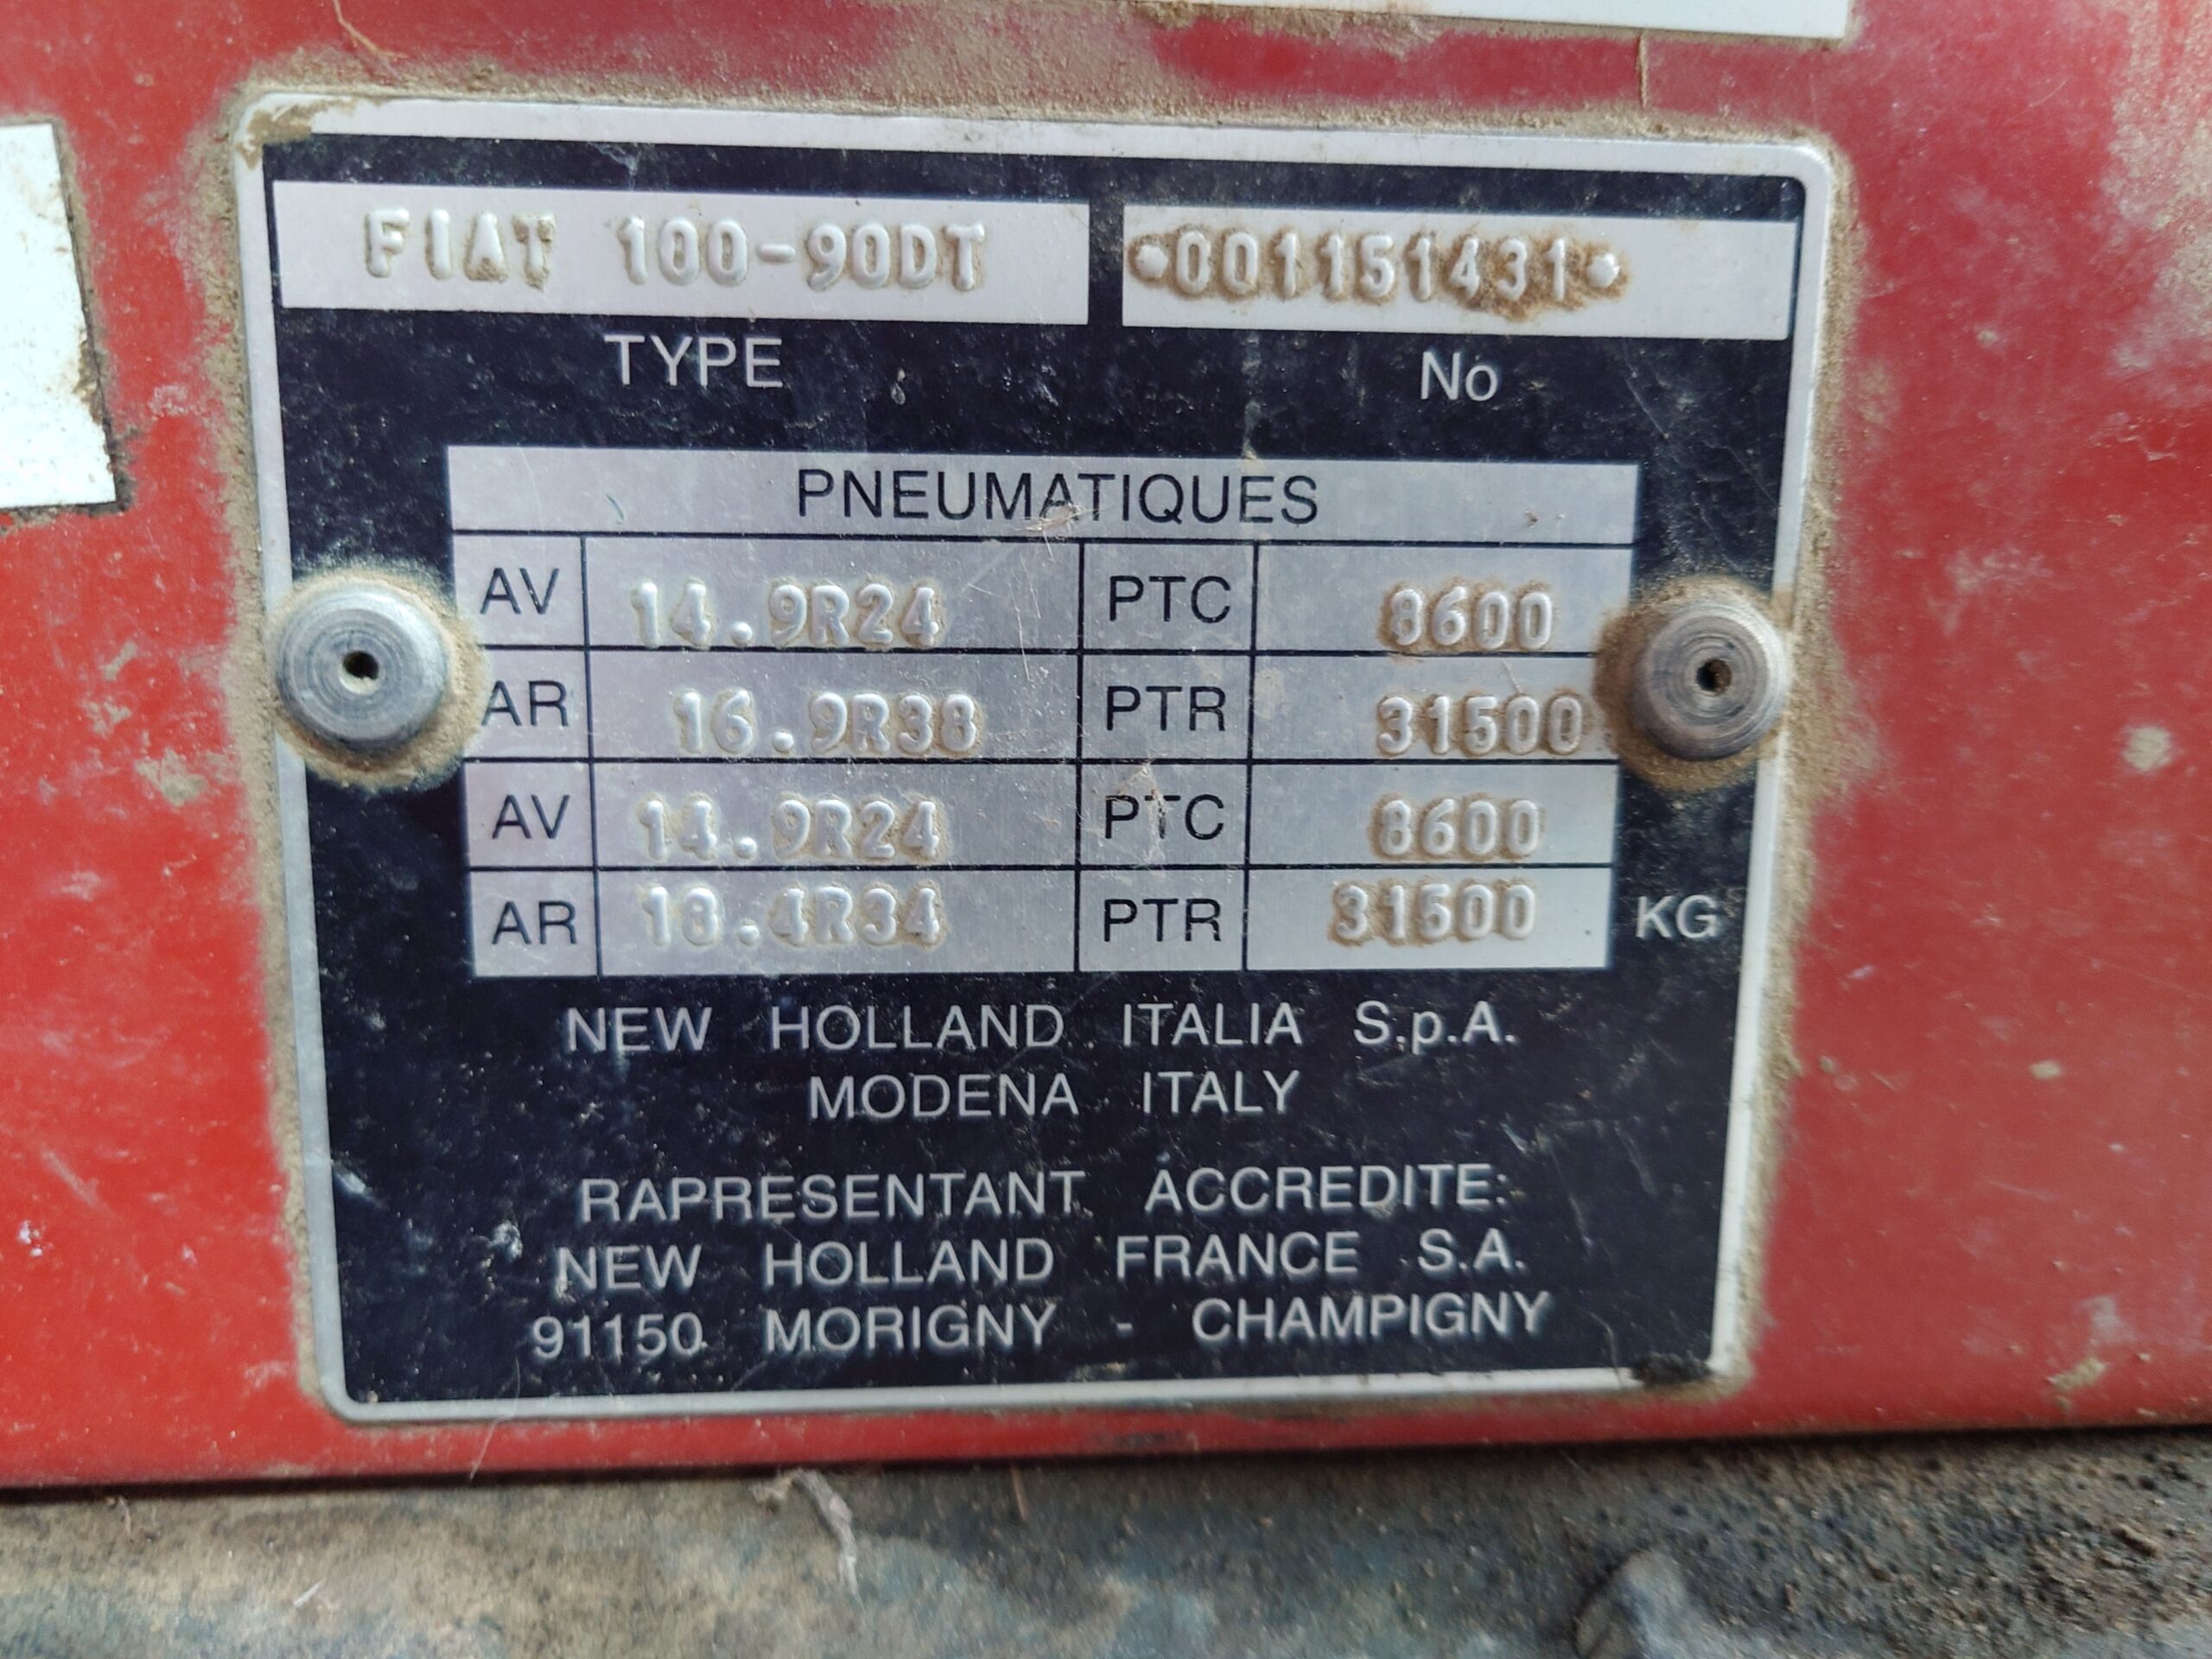 FIAT 100-90DT •001151431•
TYPE No
PNEUMATIQUES
AV 14.9R24 PTC 8600
AR 16.9R38 PTR 31500
AV 14.9R24 PTC 8600
AR 18.4R34 PTR 31500 KG
NEW HOLLAND ITALIA S.p.A.
MODENA ITALY
RAPRESENTANT ACCREDITE:
NEW HOLLAND FRANCE S.A.
91150 MORIGNY - CHAMPIGNY